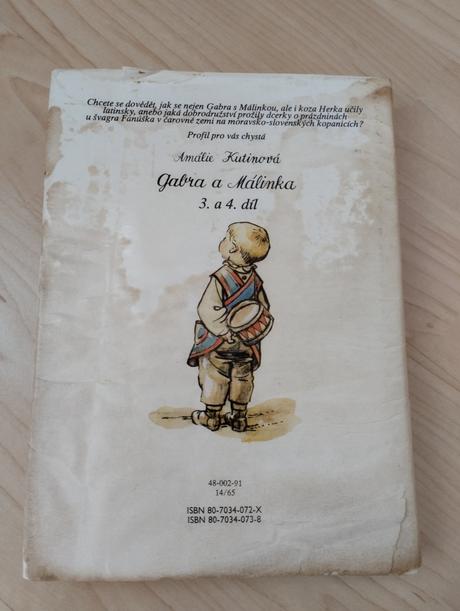 Chcete se dovědět, jak se nejen Gabra s Málinkou, ale i koza Herka učily
latinsky, anebo jaká dobrodružství prožily dcerky o prázdninách
u švagra Fanúška v čarovné zemi na moravsko-slovenských kopanicích?
Profil pro vás chystá
Amálie Kutinová
Gabra a Málinka
3. a 4. díl
48-002-91
14/65
ISBN 80-7034-072-X
ISBN 80-7034-073-8